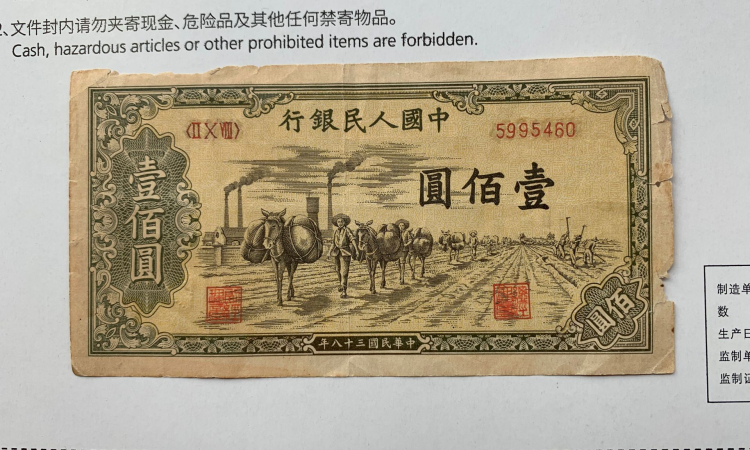 2、文件封内请勿夹寄现金、危险品及其他任何禁寄物品。
Cash, hazardous articles or other prohibited items are forbidden.
中國人民銀行
〈ⅡⅩⅧ〉
5995460
壹佰圓
壹佰圓
佰圓
中華民國三十八年
制造单
数
生产日
监制单
监制证